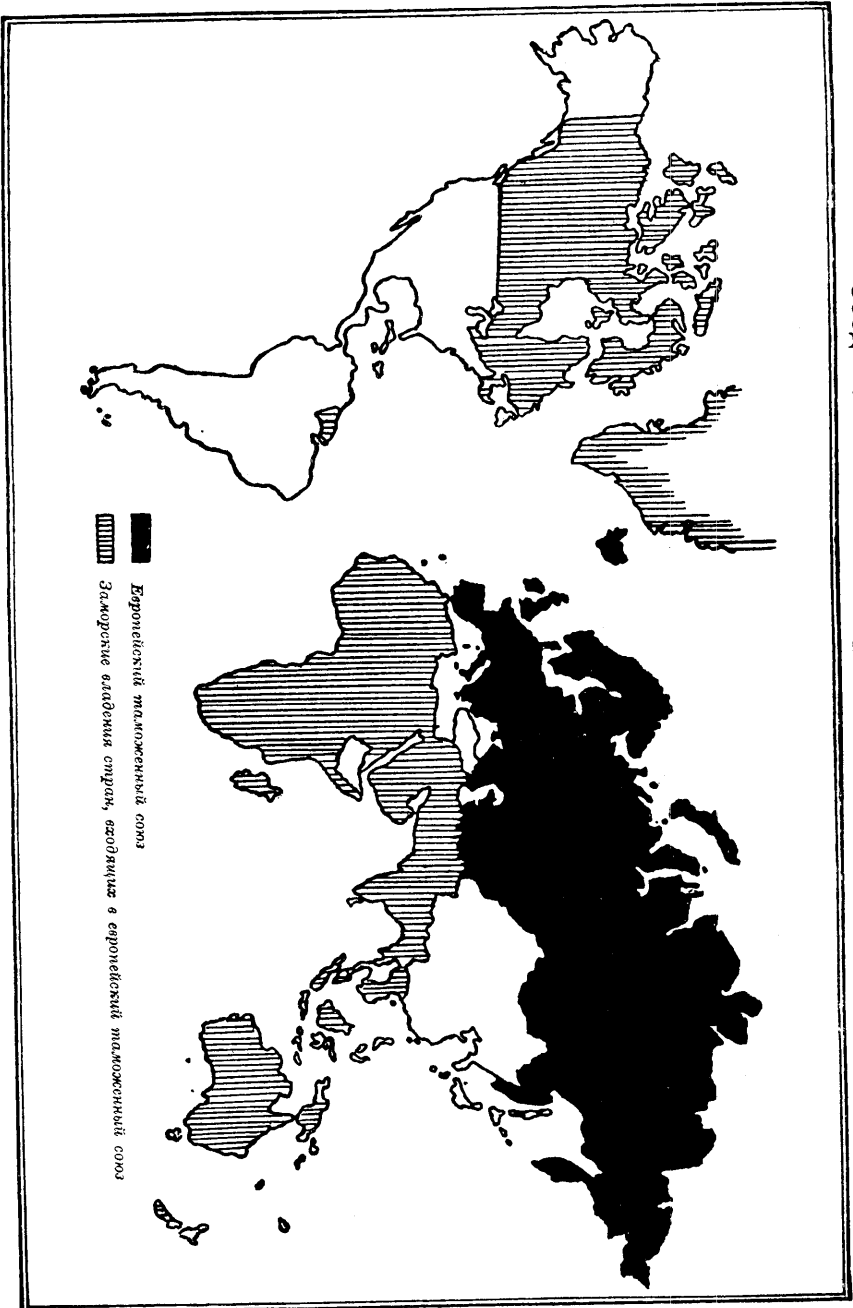 Европейский таможенный союз
Заморские владения стран, входящих в европейский таможенный союз